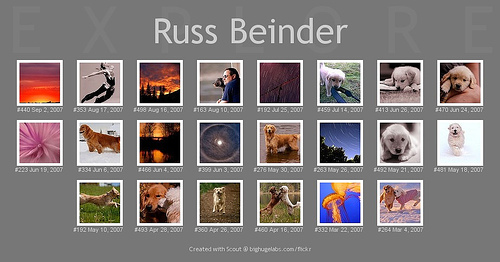 EXPLORE
Russ Beinder
#440 Sep 2, 2007 #353 Aug 17, 2007 #498 Aug 16, 2007 #163 Aug 10, 2007 #192 Jul 25, 2007 #459 Jul 14, 2007 #413 Jun 26, 2007 #470 Jun 24, 2007
#223 Jun 19, 2007 #334 Jun 6, 2007 #466 Jun 4, 2007 #399 Jun 3, 2007 #276 May 30, 2007 #263 May 26, 2007 #492 May 21, 2007 #481 May 18, 2007
#192 May 10, 2007 #493 Apr 28, 2007 #360 Apr 26, 2007 #460 Apr 16, 2007 #332 Mar 22, 2007 #264 Mar 4, 2007
Created with Scout @ bighugelabs.com/flickr